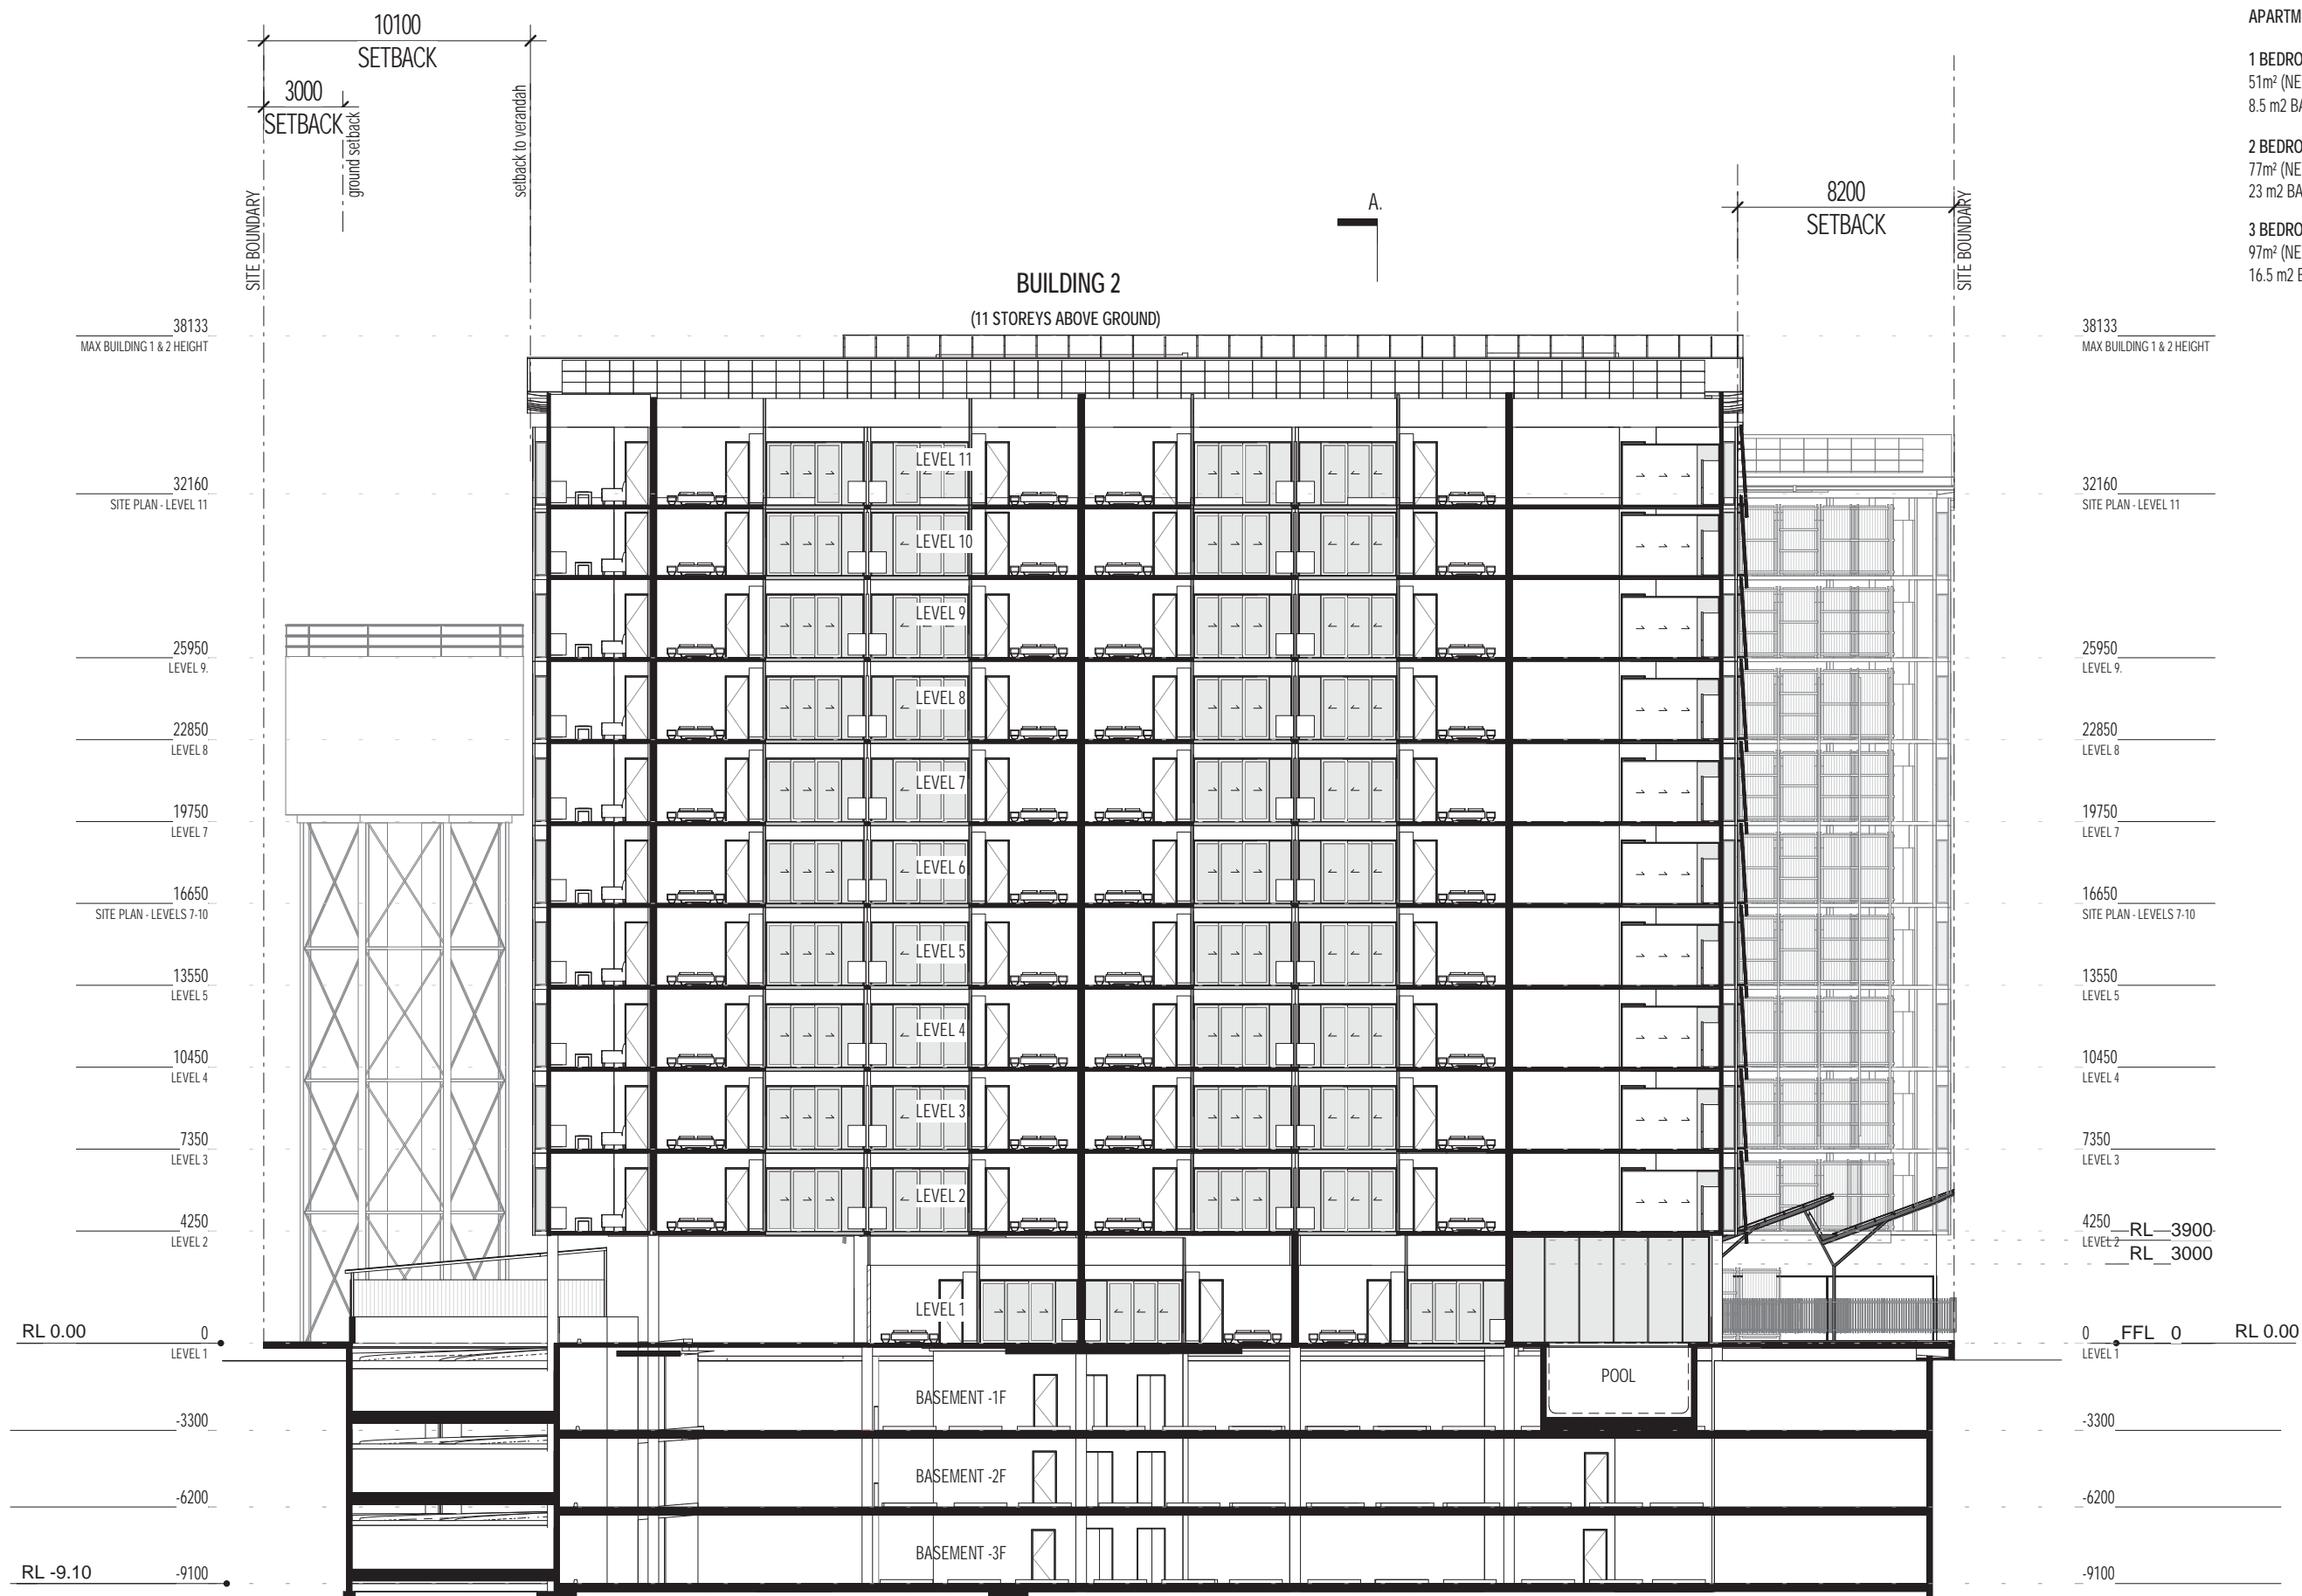 10100
SETBACK
3000
SETBACK
ground setback
setback to verandah
SITE BOUNDARY
A.
8200
SETBACK
SITE BOUNDARY
APARTM
1 BEDRO
51m² (NE
8.5 m2 BA
2 BEDRO
77m² (NE
23 m2 BA
3 BEDRO
97m² (NE
16.5 m2 B
BUILDING 2
(11 STOREYS ABOVE GROUND)
38133
MAX BUILDING 1 & 2 HEIGHT
32160
SITE PLAN - LEVEL 11
25950
LEVEL 9.
22850
LEVEL 8
19750
LEVEL 7
16650
SITE PLAN - LEVELS 7-10
13550
LEVEL 5
10450
LEVEL 4
7350
LEVEL 3
4250
LEVEL 2
RL 0.00
0
LEVEL 1
-3300
-6200
RL -9.10
-9100
LEVEL 11
LEVEL 10
LEVEL 9
LEVEL 8
LEVEL 7
LEVEL 6
LEVEL 5
LEVEL 4
LEVEL 3
LEVEL 2
LEVEL 1
BASEMENT -1F
BASEMENT -2F
BASEMENT -3F
POOL
38133
MAX BUILDING 1 & 2 HEIGHT
32160
SITE PLAN - LEVEL 11
25950
LEVEL 9.
22850
LEVEL 8
19750
LEVEL 7
16650
SITE PLAN - LEVELS 7-10
13550
LEVEL 5
10450
LEVEL 4
7350
LEVEL 3
4250
LEVEL 2
RL 3900
RL 3000
0
LEVEL 1
FFL 0
RL 0.00
-3300
-6200
-9100